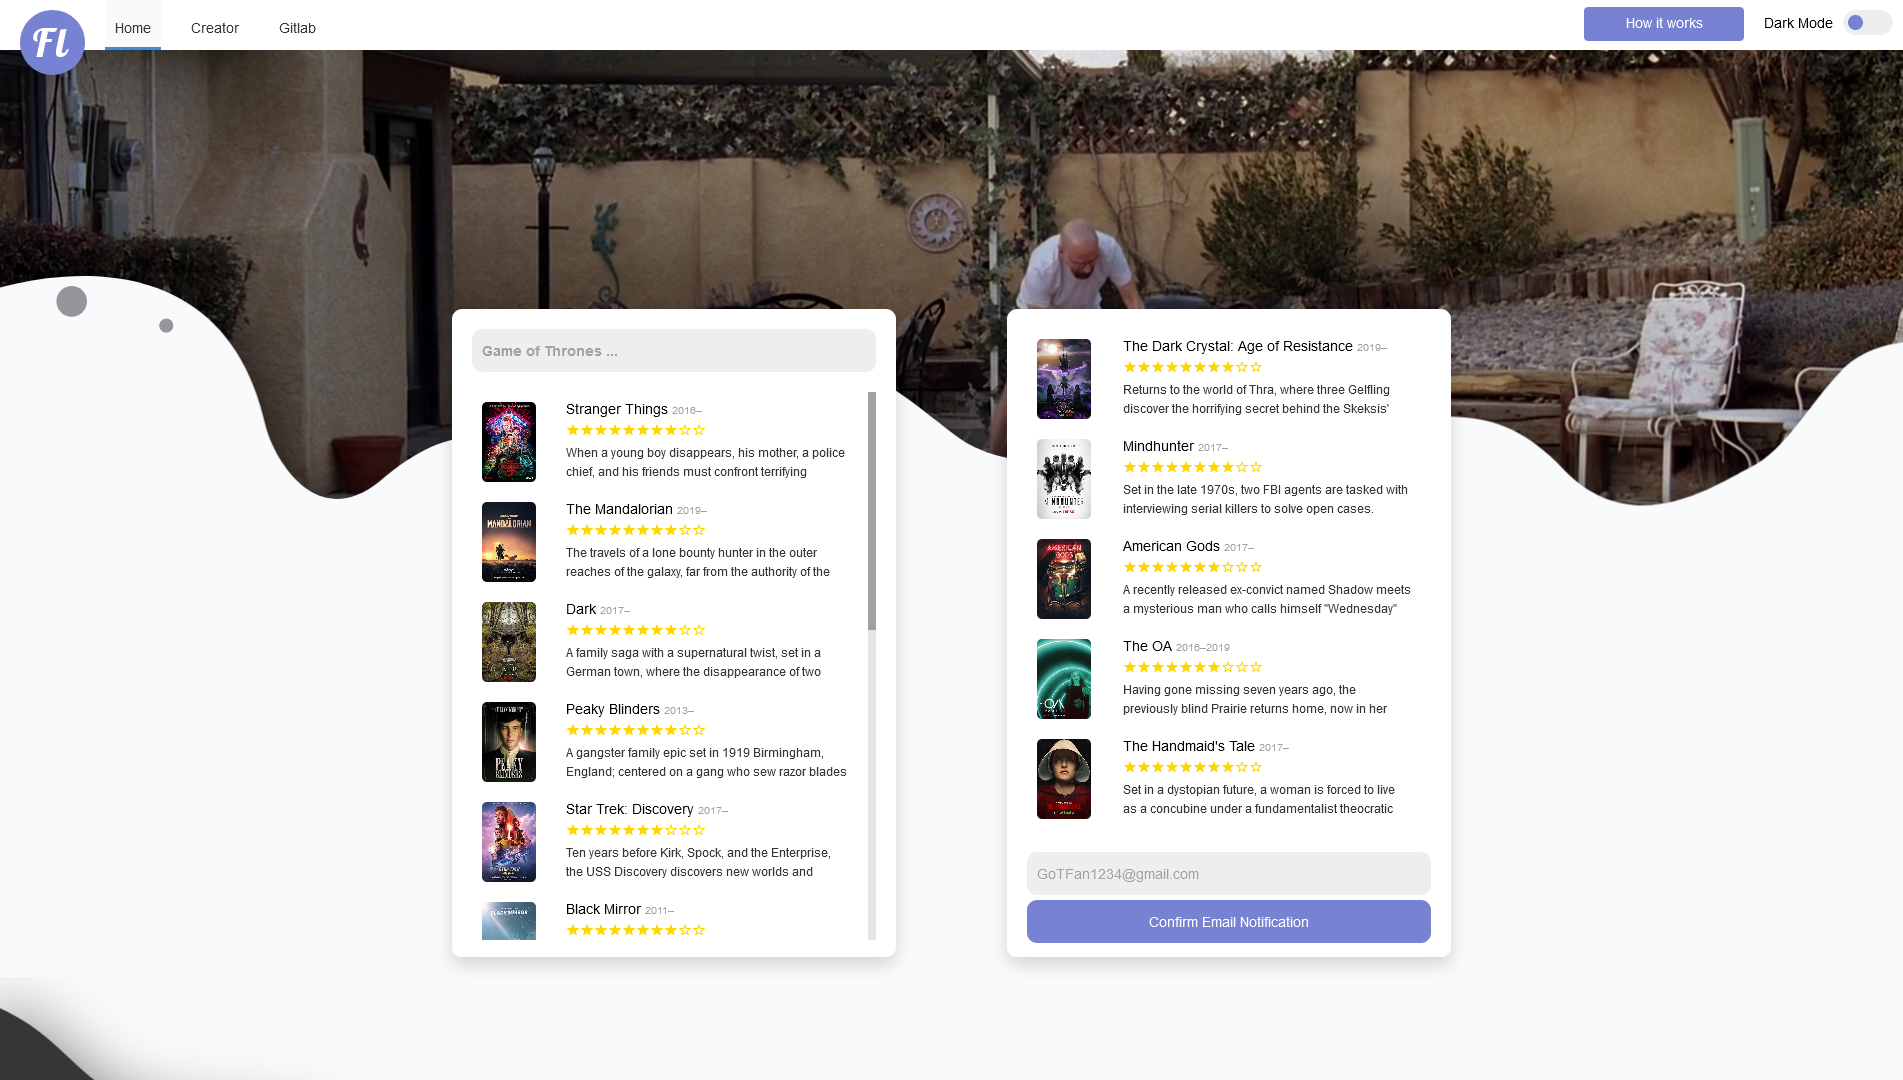 Fl
Home
Creator
Gitlab
How it works
Dark Mode
Game of Thrones ...
Stranger Things 2016–
When a young boy disappears, his mother, a police
chief, and his friends must confront terrifying
The Mandalorian 2019–
The travels of a lone bounty hunter in the outer
reaches of the galaxy, far from the authority of the
Dark 2017–
A family saga with a supernatural twist, set in a
German town, where the disappearance of two
Peaky Blinders 2013–
A gangster family epic set in 1919 Birmingham,
England; centered on a gang who sew razor blades
Star Trek: Discovery 2017–
Ten years before Kirk, Spock, and the Enterprise,
the USS Discovery discovers new worlds and
Black Mirror 2011–
The Dark Crystal: Age of Resistance 2019–
Returns to the world of Thra, where three Gelfling
discover the horrifying secret behind the Skeksis'
Mindhunter 2017–
Set in the late 1970s, two FBI agents are tasked with
interviewing serial killers to solve open cases.
American Gods 2017–
A recently released ex-convict named Shadow meets
a mysterious man who calls himself "Wednesday"
The OA 2016–2019
Having gone missing seven years ago, the
previously blind Prairie returns home, now in her
The Handmaid's Tale 2017–
Set in a dystopian future, a woman is forced to live
as a concubine under a fundamentalist theocratic
GoTFan1234@gmail.com
Confirm Email Notification